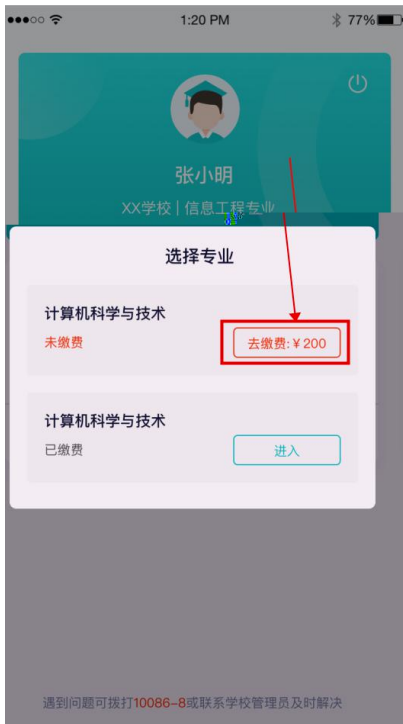 1:20 PM
77%
张小明
XX学校 | 信息工程专业
选择专业
计算机科学与技术
未缴费
去缴费:¥200
计算机科学与技术
已缴费
进入
遇到问题可拨打10086-8或联系学校管理员及时解决